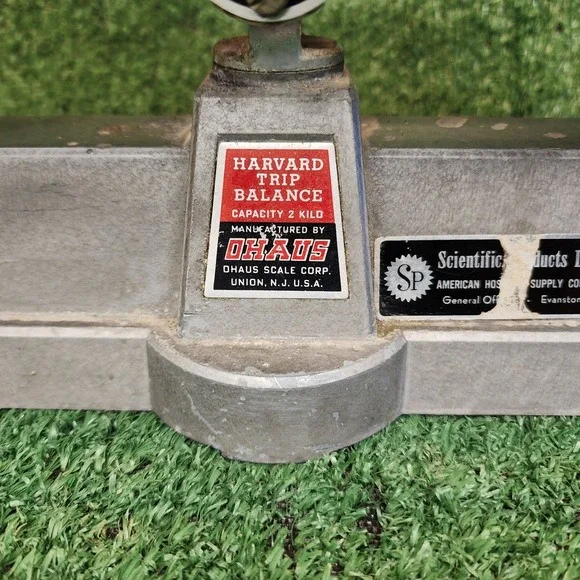 HARVARD
TRIP
BALANCE
CAPACITY 2 KILO
MANUFACTURED BY
OHAUS
OHAUS SCALE CORP.
UNION, N.J. U.S.A.
SP
Scientific
AMERICAN SUPPLY
General Evanston